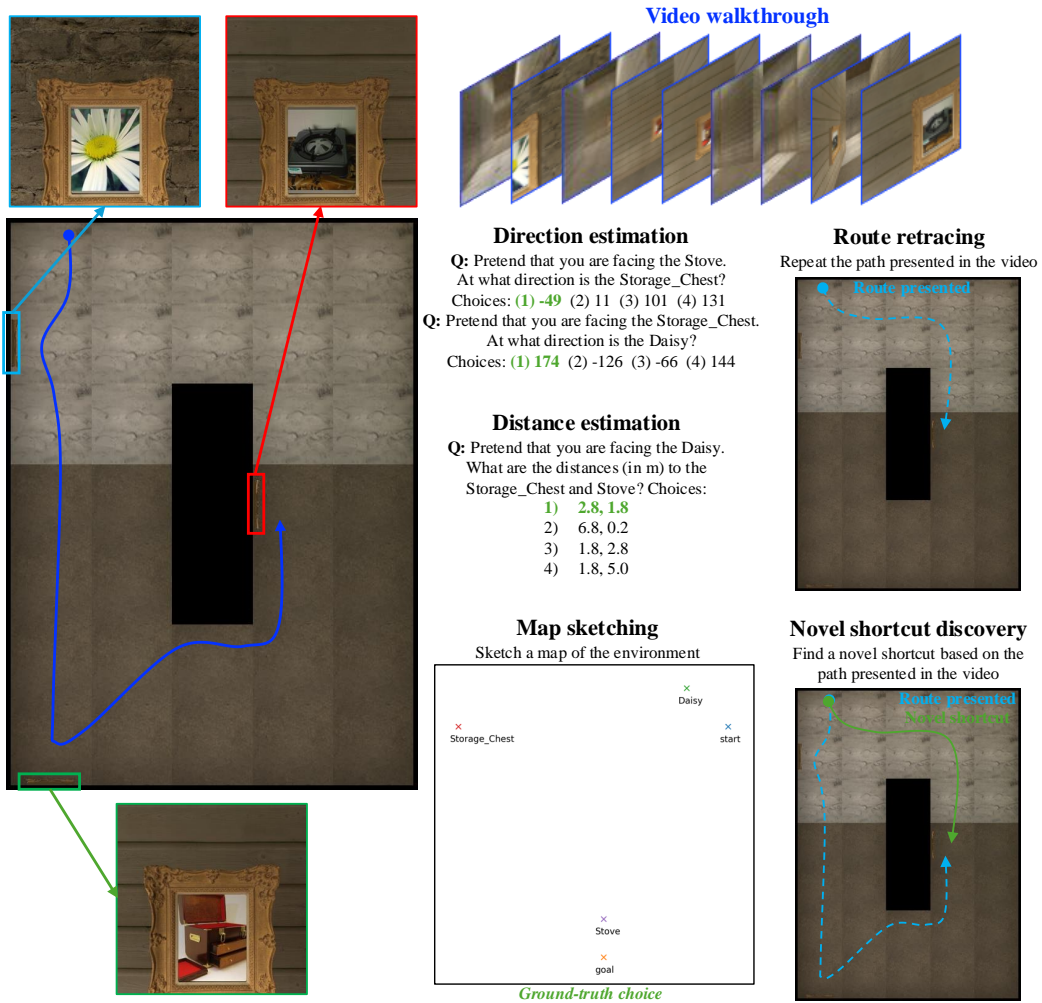 Video walkthrough
Direction estimation
Q: Pretend that you are facing the Stove.
At what direction is the Storage_Chest?
Choices: (1) -49 (2) 11 (3) 101 (4) 131
Q: Pretend that you are facing the Storage_Chest.
At what direction is the Daisy?
Choices: (1) 174 (2) -126 (3) -66 (4) 144
Route retracing
Repeat the path presented in the video
Route presented
Distance estimation
Q: Pretend that you are facing the Daisy.
What are the distances (in m) to the
Storage_Chest and Stove? Choices:
1) 2.8, 1.8
2) 6.8, 0.2
3) 1.8, 2.8
4) 1.8, 5.0
Map sketching
Sketch a map of the environment
Daisy
Storage_Chest
start
Stove
goal
Ground-truth choice
Novel shortcut discovery
Find a novel shortcut based on the
path presented in the video
Route presented
Novel shortcut